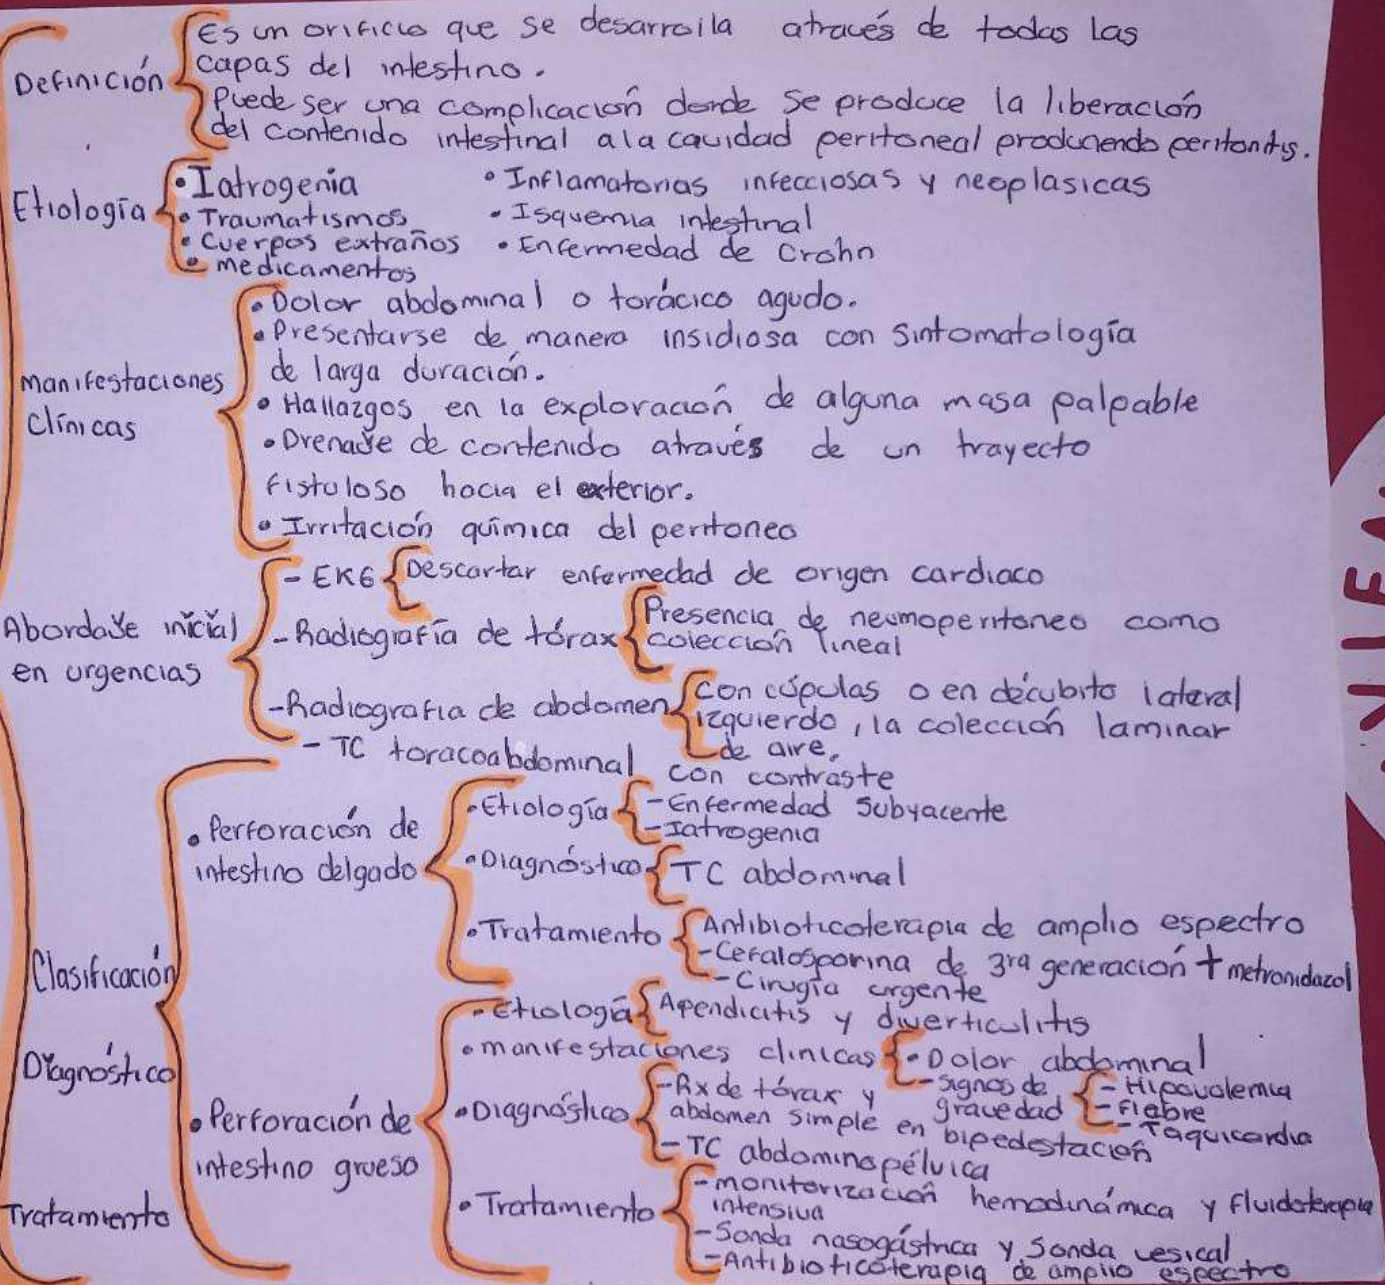 Definición
Es un orificio que se desarrolla através de todas las
capas del intestino.
Puede ser una complicación donde se produce la liberación
del contenido intestinal a la cavidad peritoneal produciendo peritonitis.
Etiología
• Iatrogenia
• Traumatismos
• Cuerpos extraños
• medicamentos
• Inflamatorias infecciosas y neoplasicas
• Isquemia intestinal
• Enfermedad de Crohn
Manifestaciones
Clínicas
• Dolor abdominal o torácico agudo.
• Presentarse de manera insidiosa con sintomatología
de larga duración.
• Hallazgos en la exploración de alguna masa palpable
• Drenaje de contenido através de un trayecto
fistuloso hacia el exterior.
• Irritación química del peritoneo
Abordaje inicial
en urgencias
- EKG
Descartar enfermedad de origen cardiaco
- Radiografía de tórax
Presencia de neumoperitoneo como
colección lineal
- Radiografia de abdomen
con cúpulas o en décubito lateral
izquierdo, la colección laminar
de aire.
- TC toracoabdominal con contraste
Clasificación
Diagnóstico
Tratamiento
• Perforación de
intestino delgado
• Etiología
- Enfermedad subyacente
- Iatrogenia
• Diagnóstico
TC abdominal
• Tratamiento
Antibioticoterapia de amplio espectro
- Cefalosporina de 3ra generación + metronidazol
- Cirugía urgente
• Perforación de
intestino grueso
• Etiología
Apendicitis y diverticulitis
• manifestaciones clinicas
• Dolor abdominal
- signos de
gravedad
- Hipovolemia
- Fiebre
- Taquicardia
• Diagnóstico
- Rx de tórax y
abdomen simple en bipedestación
- TC abdominopélvica
• Tratamiento
- monitorización hemodinámica y fluidoterapia
intensiva
- Sonda nasogástrica y sonda vesical
- Antibioticoterapia de amplio espectro